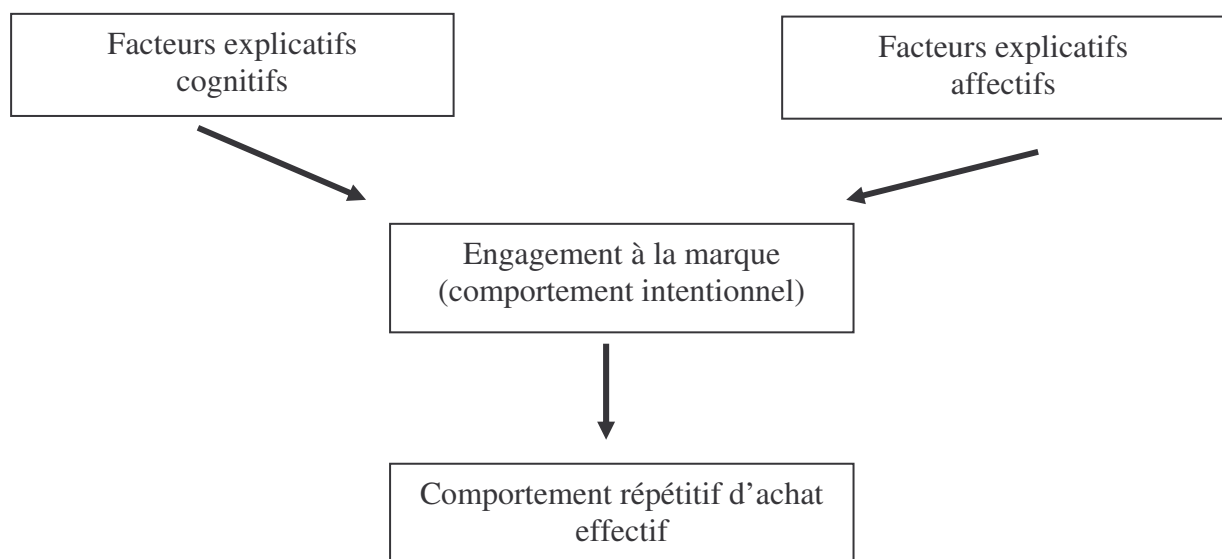 Facteurs explicatifs
cognitifs
Facteurs explicatifs
affectifs
Engagement à la marque
(comportement intentionnel)
Comportement répétitif d’achat
effectif